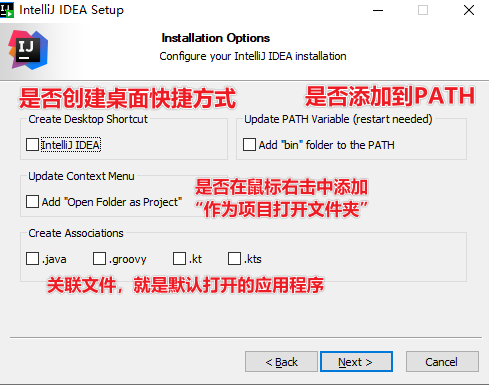 IntelliJ IDEA Setup
IJ
Installation Options
Configure your IntelliJ IDEA installation
是否创建桌面快捷方式
是否添加到PATH
Create Desktop Shortcut
Update PATH Variable (restart needed)
IntelliJ IDEA
Add "bin" folder to the PATH
Update Context Menu
是否在鼠标右击中添加
Add "Open Folder as Project"
“作为项目打开文件夹”
Create Associations
.java
.groovy
.kt
.kts
关联文件，就是默认打开的应用程序
< Back
Next >
Cancel